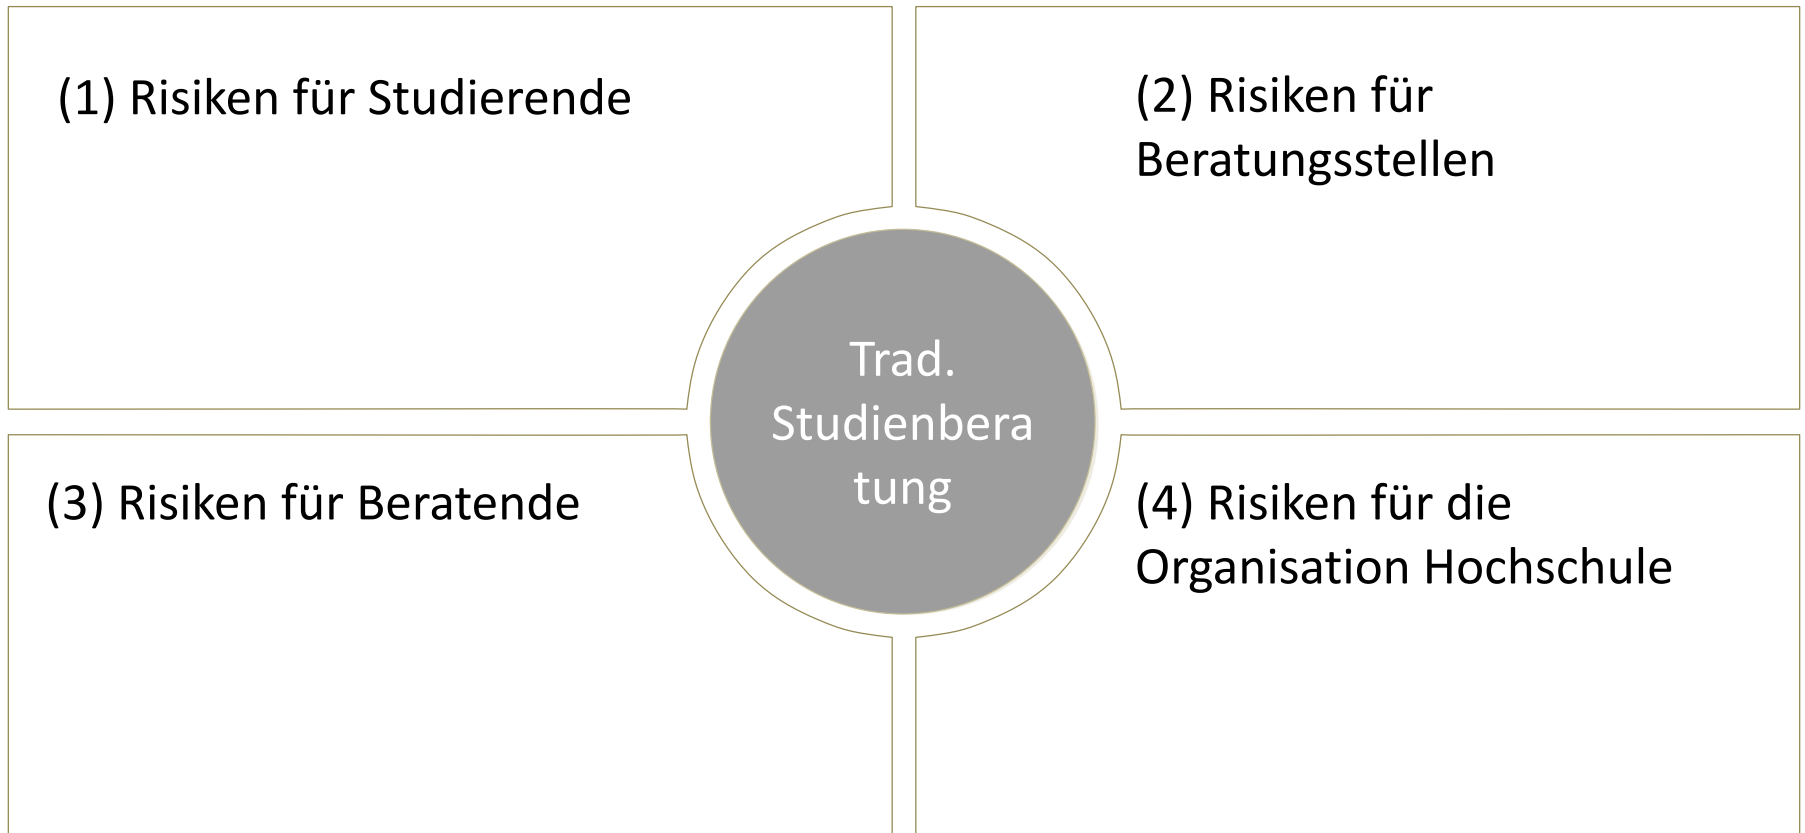 (1) Risiken für Studierende
(2) Risiken für
Beratungsstellen
Trad.
Studienbera
tung
(3) Risiken für Beratende
(4) Risiken für die
Organisation Hochschule